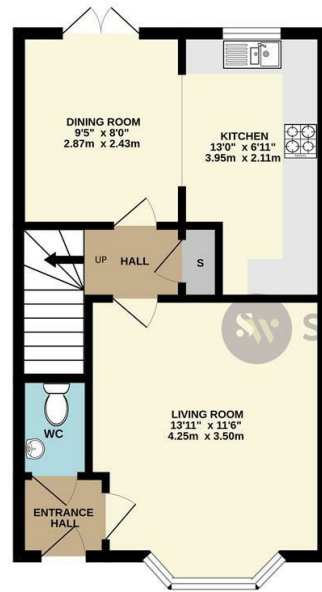 DINING ROOM
9'5" x 8'0"
2.87m x 2.43m
KITCHEN
13'0" x 6'11"
3.95m x 2.11m
UP
HALL
S
LIVING ROOM
13'11" x 11'6"
4.25m x 3.50m
WC
ENTRANCE
HALL